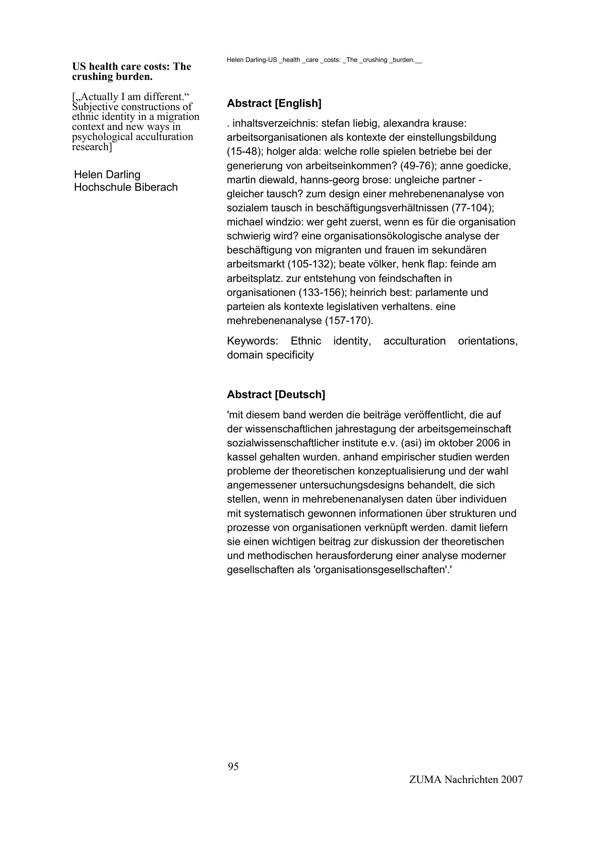 US health care costs: The
crushing burden.
[„Actually I am different.“
Subjective constructions of
ethnic identity in a migration
context and new ways in
psychological acculturation
research]
Helen Darling
Hochschule Biberach
Helen Darling-US _health _care _costs: _The _crushing _burden.__
Abstract [English]
. inhaltsverzeichnis: stefan liebig, alexandra krause:
arbeitsorganisationen als kontexte der einstellungsbildung
(15-48); holger alda: welche rolle spielen betriebe bei der
generierung von arbeitseinkommen? (49-76); anne goedicke,
martin diewald, hanns-georg brose: ungleiche partner -
gleicher tausch? zum design einer mehrebenenanalyse von
sozialem tausch in beschäftigungsverhältnissen (77-104);
michael windzio: wer geht zuerst, wenn es für die organisation
schwierig wird? eine organisationsökologische analyse der
beschäftigung von migranten und frauen im sekundären
arbeitsmarkt (105-132); beate völker, henk flap: feinde am
arbeitsplatz. zur entstehung von feindschaften in
organisationen (133-156); heinrich best: parlamente und
parteien als kontexte legislativen verhaltens. eine
mehrebenenanalyse (157-170).
Keywords: Ethnic identity, acculturation orientations,
domain specificity
Abstract [Deutsch]
'mit diesem band werden die beiträge veröffentlicht, die auf
der wissenschaftlichen jahrestagung der arbeitsgemeinschaft
sozialwissenschaftlicher institute e.v. (asi) im oktober 2006 in
kassel gehalten wurden. anhand empirischer studien werden
probleme der theoretischen konzeptualisierung und der wahl
angemessener untersuchungsdesigns behandelt, die sich
stellen, wenn in mehrebenenanalysen daten über individuen
mit systematisch gewonnen informationen über strukturen und
prozesse von organisationen verknüpft werden. damit liefern
sie einen wichtigen beitrag zur diskussion der theoretischen
und methodischen herausforderung einer analyse moderner
gesellschaften als 'organisationsgesellschaften'.'
95
ZUMA Nachrichten 2007